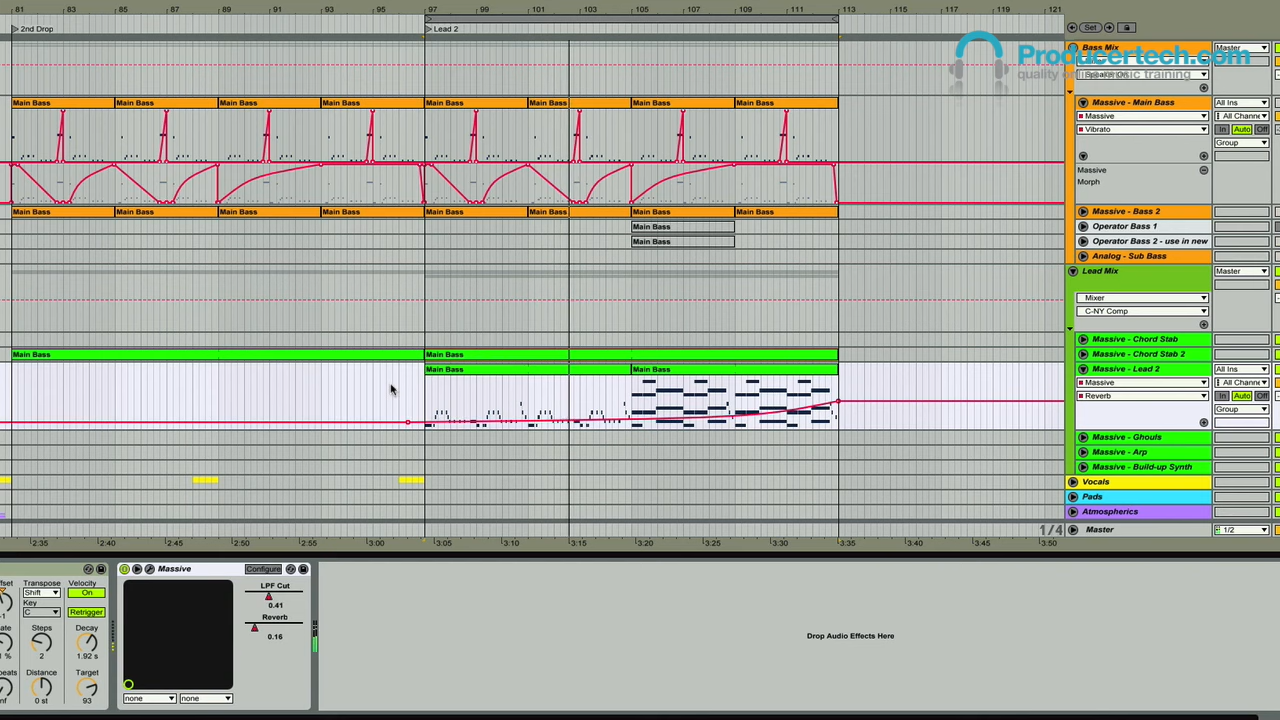 81 83 85 87 89 91 93 95 97 99 101 103 105 107 109 111 113 115 117 119 121
2nd Drop Lead 2
Set
Bass Mix Master
Producertech.com
quality online music training
Main Bass Main Bass Main Bass Main Bass Main Bass Main Bass Main Bass Main Bass
Massive - Main Bass All Ins
Massive All Channe
Vibrato In Auto Off
Group
Massive
Morph
Main Bass Main Bass Main Bass Main Bass Main Bass Main Bass Main Bass Main Bass
Massive - Bass 2
Main Bass Operator Bass 1
Main Bass Operator Bass 2 - use in new
Analog - Sub Bass
Lead Mix Master
Mixer
C-NY Comp
Massive - Chord Stab
Main Bass Main Bass Massive - Chord Stab 2
Main Bass Main Bass Massive - Lead 2 All Ins
Massive All Channe
Reverb In Auto Off
Group
Massive - Ghouls
Massive - Arp
Massive - Build-up Synth
Vocals
Pads
Atmospherics
1/4 Master 1/2
2:35 2:40 2:45 2:50 2:55 3:00 3:05 3:10 3:15 3:20 3:25 3:30 3:35 3:40 3:45 3:50
Massive Configure
Transpose Velocity
Shift On
Key
C Retrigger
Steps Decay
2 1.92 s
Distance Target
0 st 93
LPF Cut
0.41
Reverb
0.16
none none
Drop Audio Effects Here